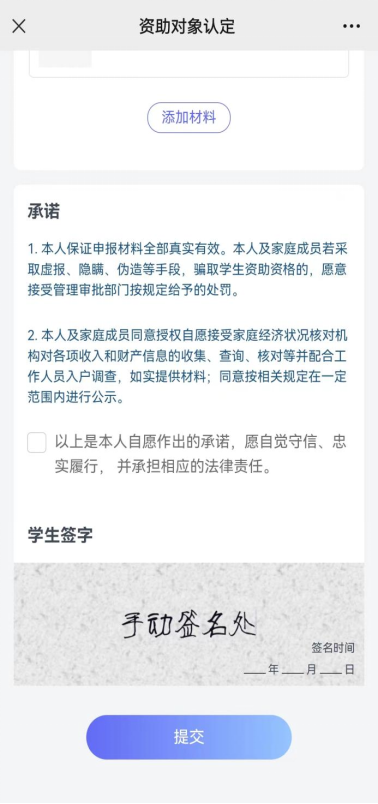 资助对象认定
添加材料
承诺
1. 本人保证申报材料全部真实有效。本人及家庭成员若采
取虚报、隐瞒、伪造等手段，骗取学生资助资格的，愿意
接受管理审批部门按规定给予的处罚。
2. 本人及家庭成员同意授权自愿接受家庭经济状况核对机
构对各项收入和财产信息的收集、查询、核对等并配合工
作人员入户调查，如实提供材料；同意按相关规定在一定
范围内进行公示。
以上是本人自愿作出的承诺，愿自觉守信、忠
实履行， 并承担相应的法律责任。
学生签字
手动签名处
签名时间
____年____月____日
提交